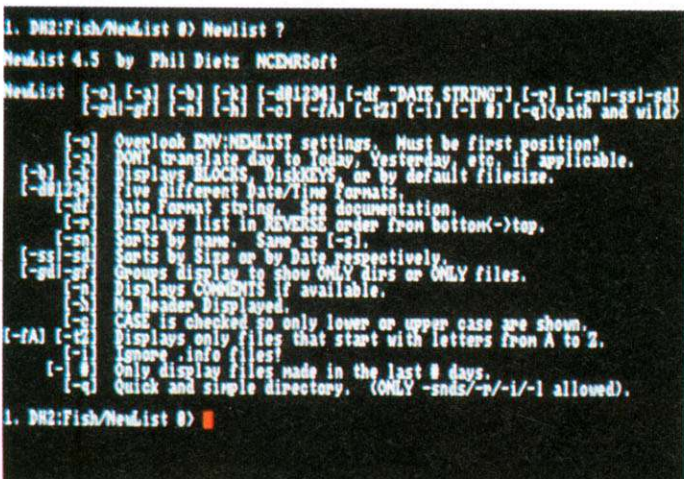 1. DH2:Fish/NewList 0> Newlist ?
NewList 4.5 by Phil Dietz NCEMRSoft
NewList [-o] [-a] [-b] [-k] [-d01234] [-df "DATE STRING"] [-r] [-sn|-ss|-sd]
[-gd|-gf] [-n] [-h] [-c] [-fA] [-tZ] [-i] [-l #] [-q]<path and wild>
[-o] Overlook ENV:NEWLIST settings. Must be first position!
DONT translate day to Today, Yesterday, etc. if applicable.
[-b] [-k] Displays BLOCKS, DiskKEYS, or by default filesize.
[-d01234] Five different Date/Time formats.
[-df] Date format string. See documentation.
[-r] Displays list in REVERSE order from bottom<->top.
[-sn] Sorts by name. Same as [-s].
[-ss|-sd] Sorts by Size or by Date respectively.
[-gd|-gf] Groups display to show ONLY dirs or ONLY files.
[-n] Displays COMMENTS if available.
[-h] No Header Displayed.
[-c] CASE is checked so only lower or upper case are shown.
[-fA] [-tZ] Displays only files that start with letters from A to Z.
[-i] Ignore .info files!
[-l #] Only display files made in the last # days.
[-q] Quick and simple directory. (ONLY -snds/-r/-i/-l allowed).
1. DH2:Fish/NewList 0>